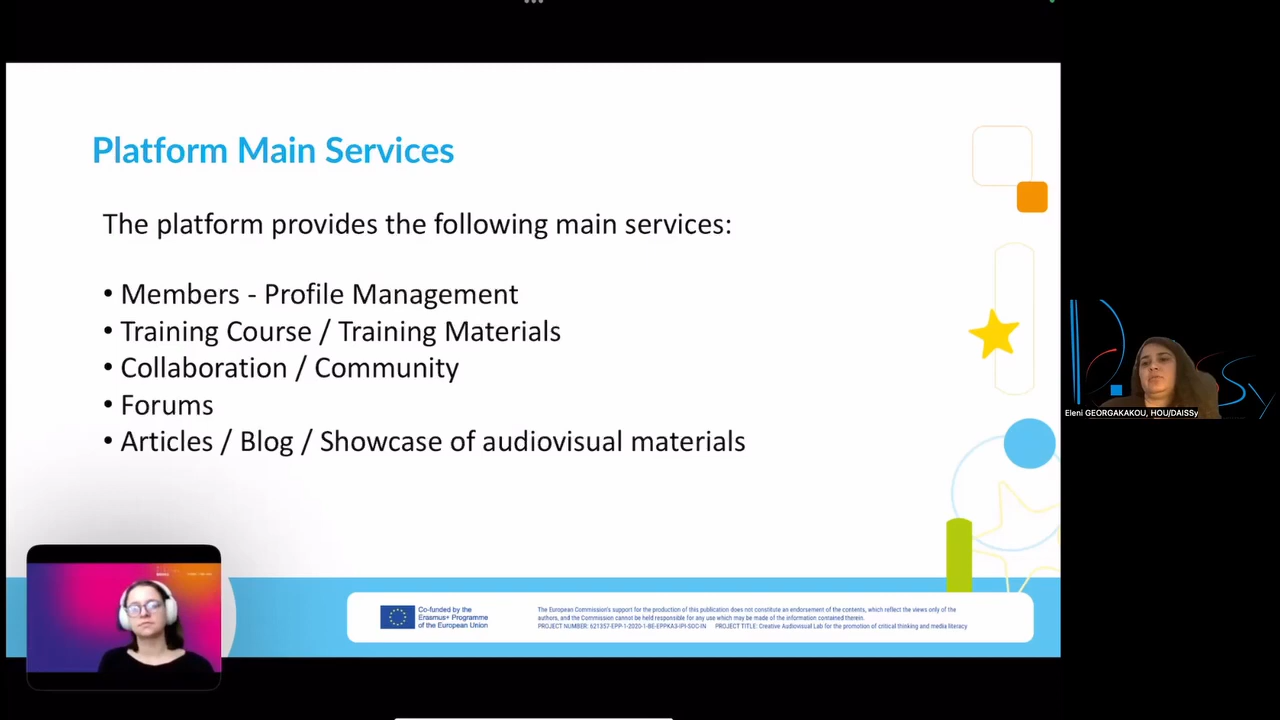 Platform Main Services
The platform provides the following main services:
• Members - Profile Management
• Training Course / Training Materials
• Collaboration / Community
• Forums
• Articles / Blog / Showcase of audiovisual materials
Eleni GEORGAKAKOU, HOU/DAISSy
Co-funded by the
Erasmus+ Programme
of the European Union
The European Commission's support for the production of this publication does not constitute an endorsement of the contents, which reflect the views only of the
authors, and the Commission cannot be held responsible for any use which may be made of the information contained therein.
PROJECT NUMBER: 621357-EPP-1-2020-1-BE-EPPKA3-IPI-SOC-IN PROJECT TITLE: Creative Audiovisual Lab for the promotion of critical thinking and media literacy